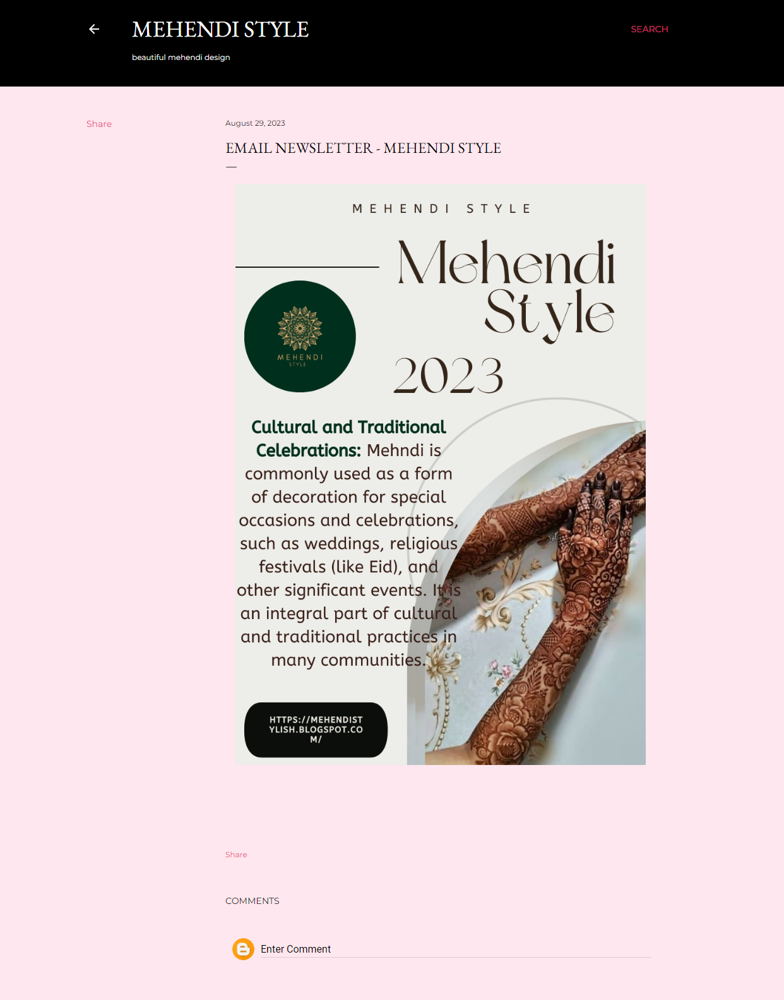 MEHENDI STYLE
SEARCH
beautiful mehendi design
Share
August 29, 2023
EMAIL NEWSLETTER - MEHENDI STYLE
MEHENDI STYLE
Mehendi
Style
2023
MEHENDI
STYLE
Cultural and Traditional
Celebrations: Mehndi is
commonly used as a form
of decoration for special
occasions and celebrations,
such as weddings, religious
festivals (like Eid), and
other significant events. It is
an integral part of cultural
and traditional practices in
many communities.
HTTPS://MEHENDIST
YLISH.BLOGSPOT.CO
M/
Share
COMMENTS
Enter Comment